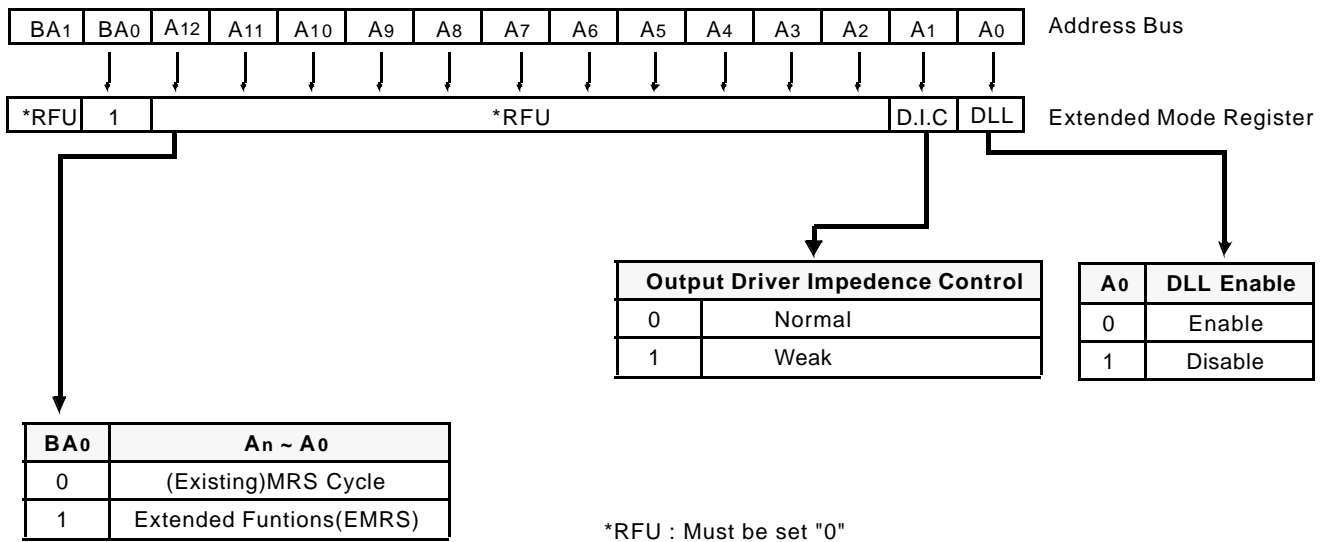 BA1 BA0 A12 A11 A10 A9 A8 A7 A6 A5 A4 A3 A2 A1 A0 Address Bus
*RFU 1 *RFU D.I.C DLL Extended Mode Register
Output Driver Impedence Control
0 Normal
1 Weak
A0 DLL Enable
0 Enable
1 Disable
BA0 An ~ A0
0 (Existing)MRS Cycle
1 Extended Funtions(EMRS)
*RFU : Must be set "0"